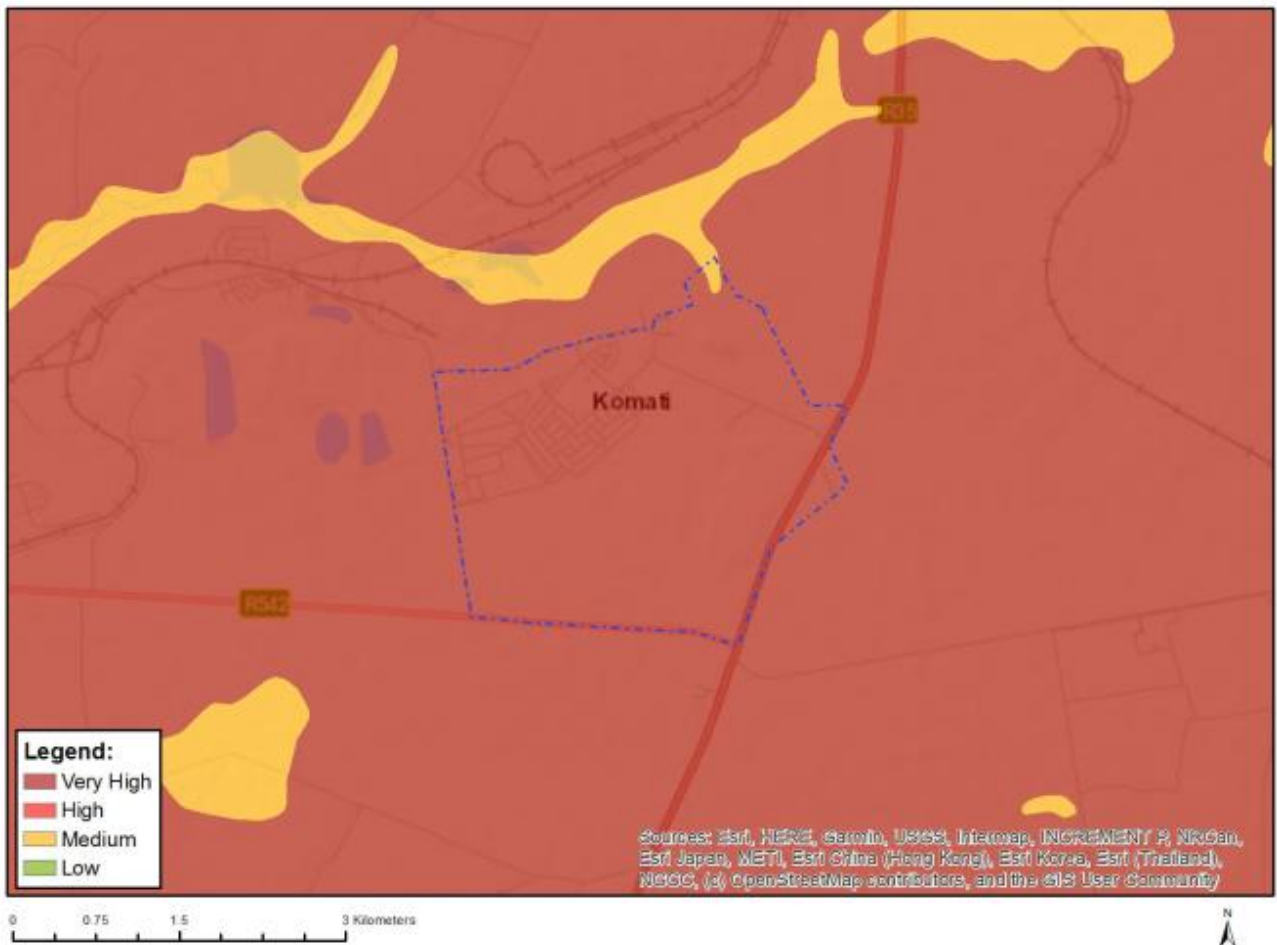 R35
Komati
R542
Legend:
Very High
High
Medium
Low
Sources: Esri, HERE, Garmin, USGS, Intermap, INCREMENT P, NRCan,
Esri Japan, METI, Esri China (Hong Kong), Esri Korea, Esri (Thailand),
NGCC, (c) OpenStreetMap contributors, and the GIS User Community
0 0.75 1.5 3 Kilometers
N